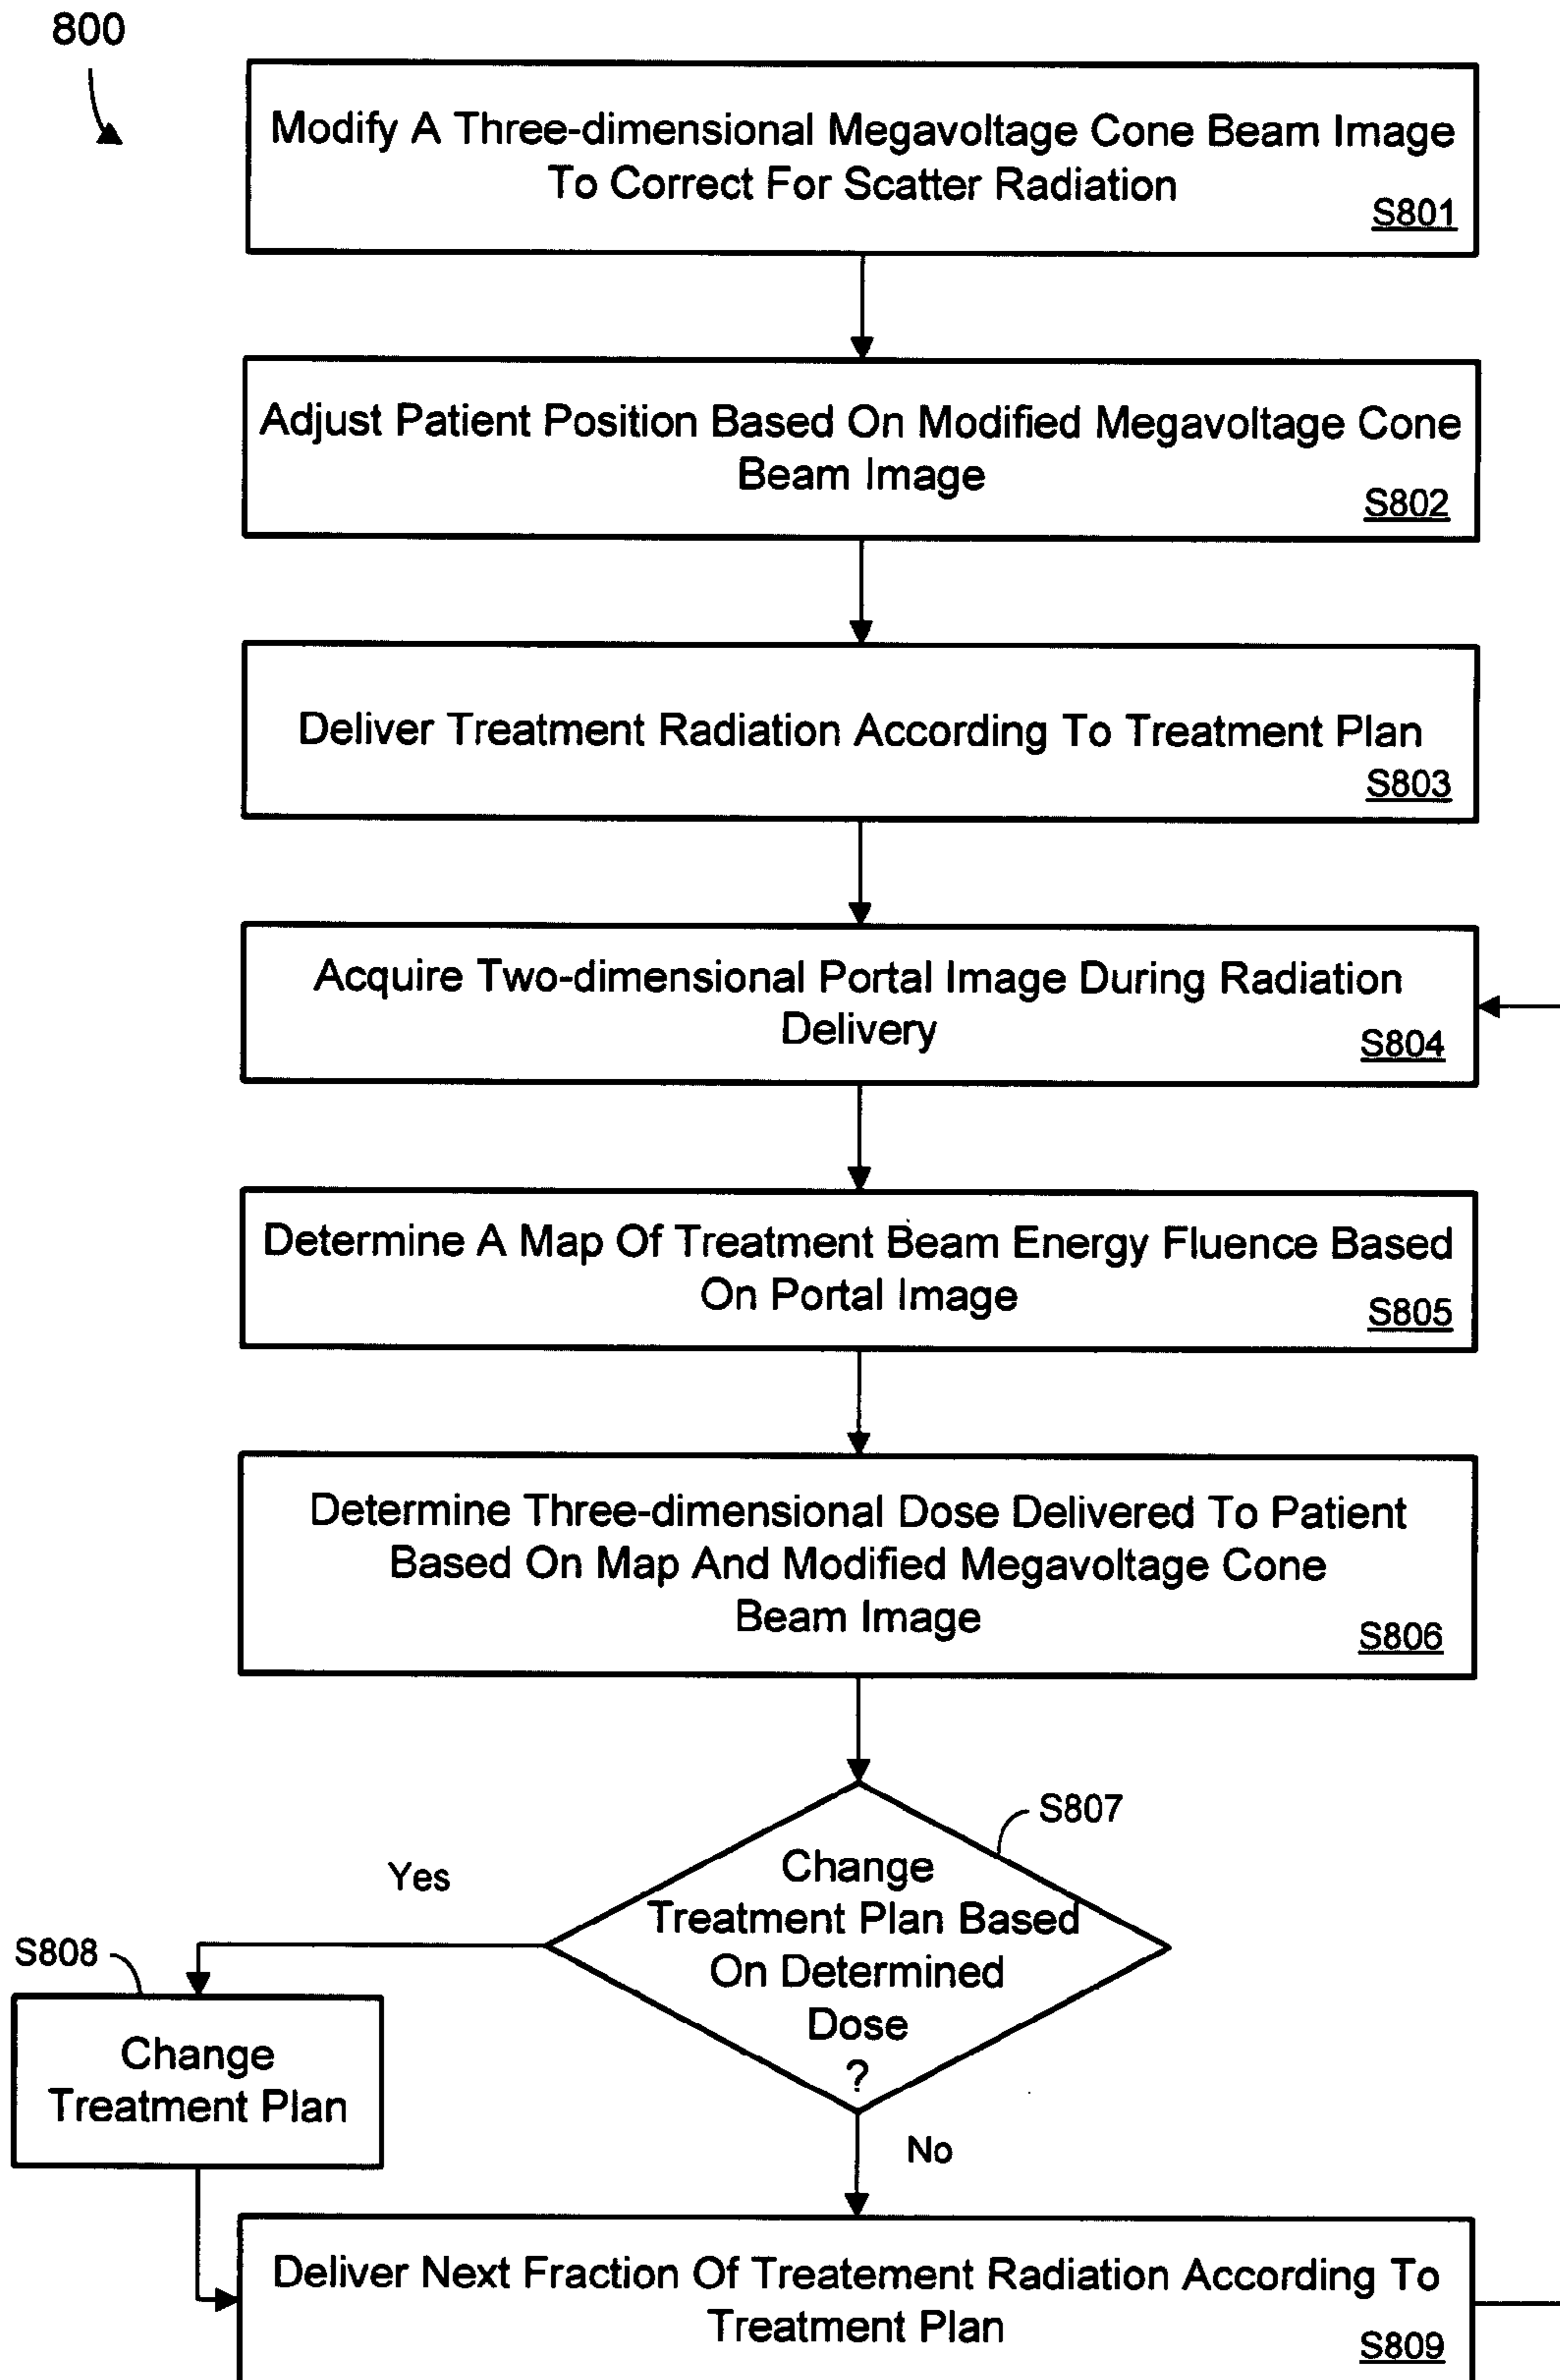 800
Modify A Three-dimensional Megavoltage Cone Beam Image
To Correct For Scatter Radiation
S801
Adjust Patient Position Based On Modified Megavoltage Cone
Beam Image
S802
Deliver Treatment Radiation According To Treatment Plan
S803
Acquire Two-dimensional Portal Image During Radiation
Delivery
S804
Determine A Map Of Treatment Beam Energy Fluence Based
On Portal Image
S805
Determine Three-dimensional Dose Delivered To Patient
Based On Map And Modified Megavoltage Cone
Beam Image
S806
S807
Change
Treatment Plan Based
On Determined
Dose
?
Yes
S808
Change
Treatment Plan
No
Deliver Next Fraction Of Treatement Radiation According To
Treatment Plan
S809